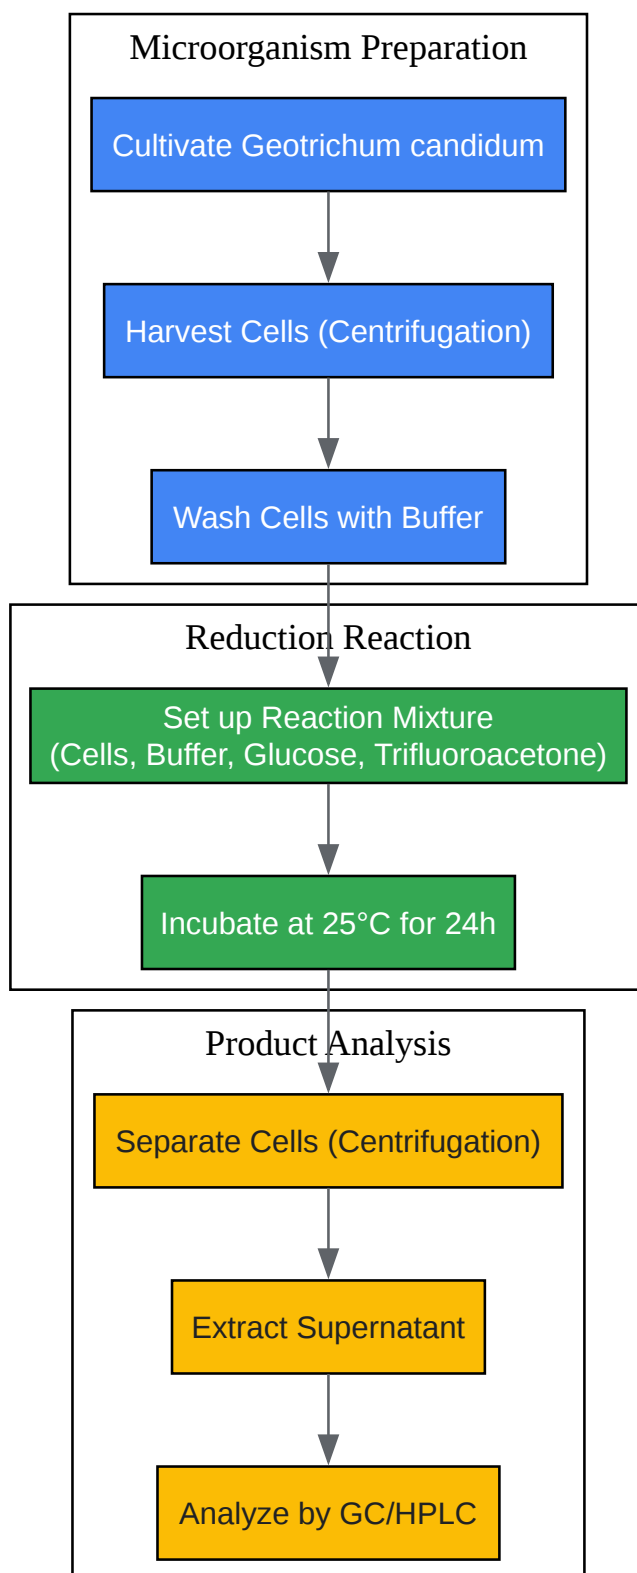 Microorganism Preparation
Cultivate Geotrichum candidum
Harvest Cells (Centrifugation)
Wash Cells with Buffer
Reduction Reaction
Set up Reaction Mixture
(Cells, Buffer, Glucose, Trifluoroacetone)
Incubate at 25°C for 24h
Product Analysis
Separate Cells (Centrifugation)
Extract Supernatant
Analyze by GC/HPLC